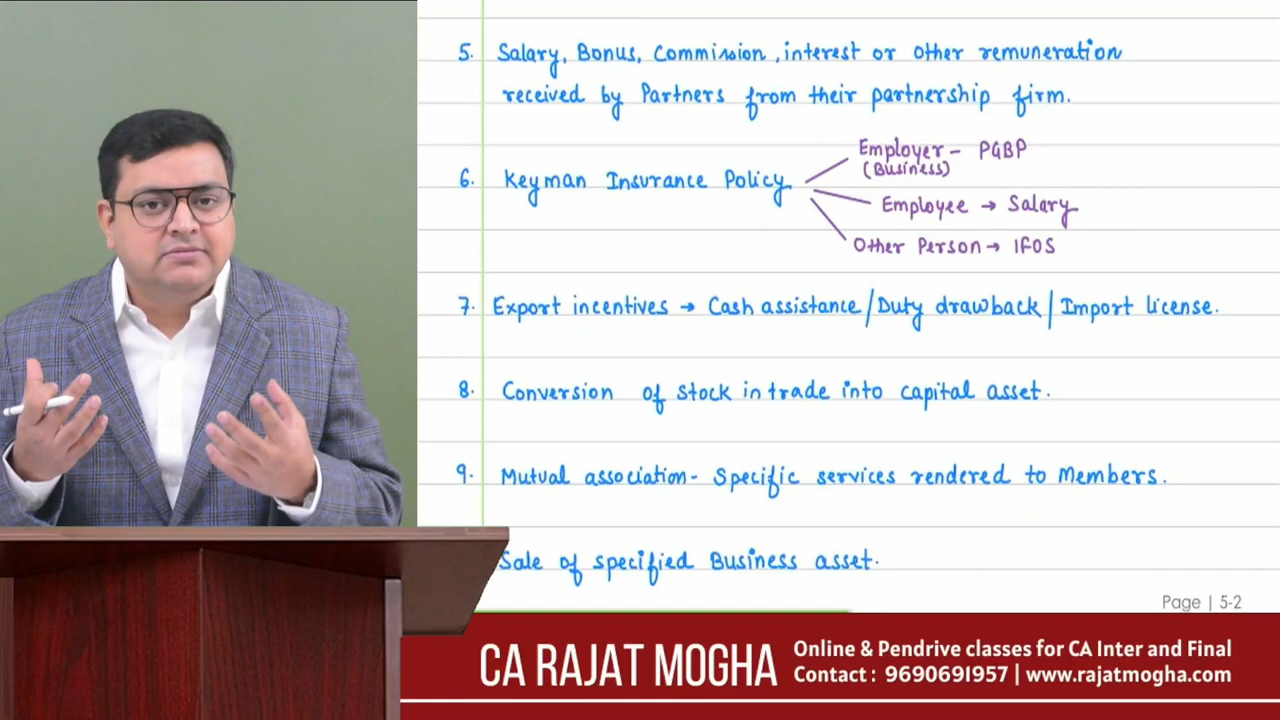 5. Salary, Bonus, Commission, interest or other remuneration
received by Partners from their partnership firm.
6. Keyman Insurance Policy
Employer - PGBP
(Business)
Employee → Salary
Other Person → IFOS
7. Export incentives → Cash assistance/Duty drawback/Import license.
8. Conversion of stock in trade into capital asset.
9. Mutual association - Specific services rendered to Members.
Sale of specified Business asset.
Page | 5-2
CA RAJAT MOGHA
Online & Pendrive classes for CA Inter and Final
Contact : 9690691957 | www.rajatmogha.com